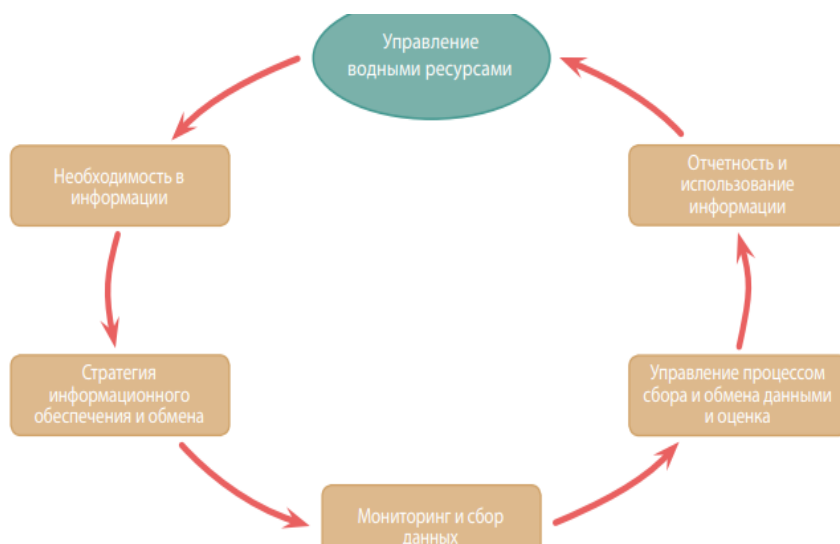 Управление
водными ресурсами
Необходимость в
информации
Стратегия
информационного
обеспечения и обмена
Мониторинг и сбор
данных
Управление процессом
сбора и обмена данными
и оценка
Отчетность и
использование
информации